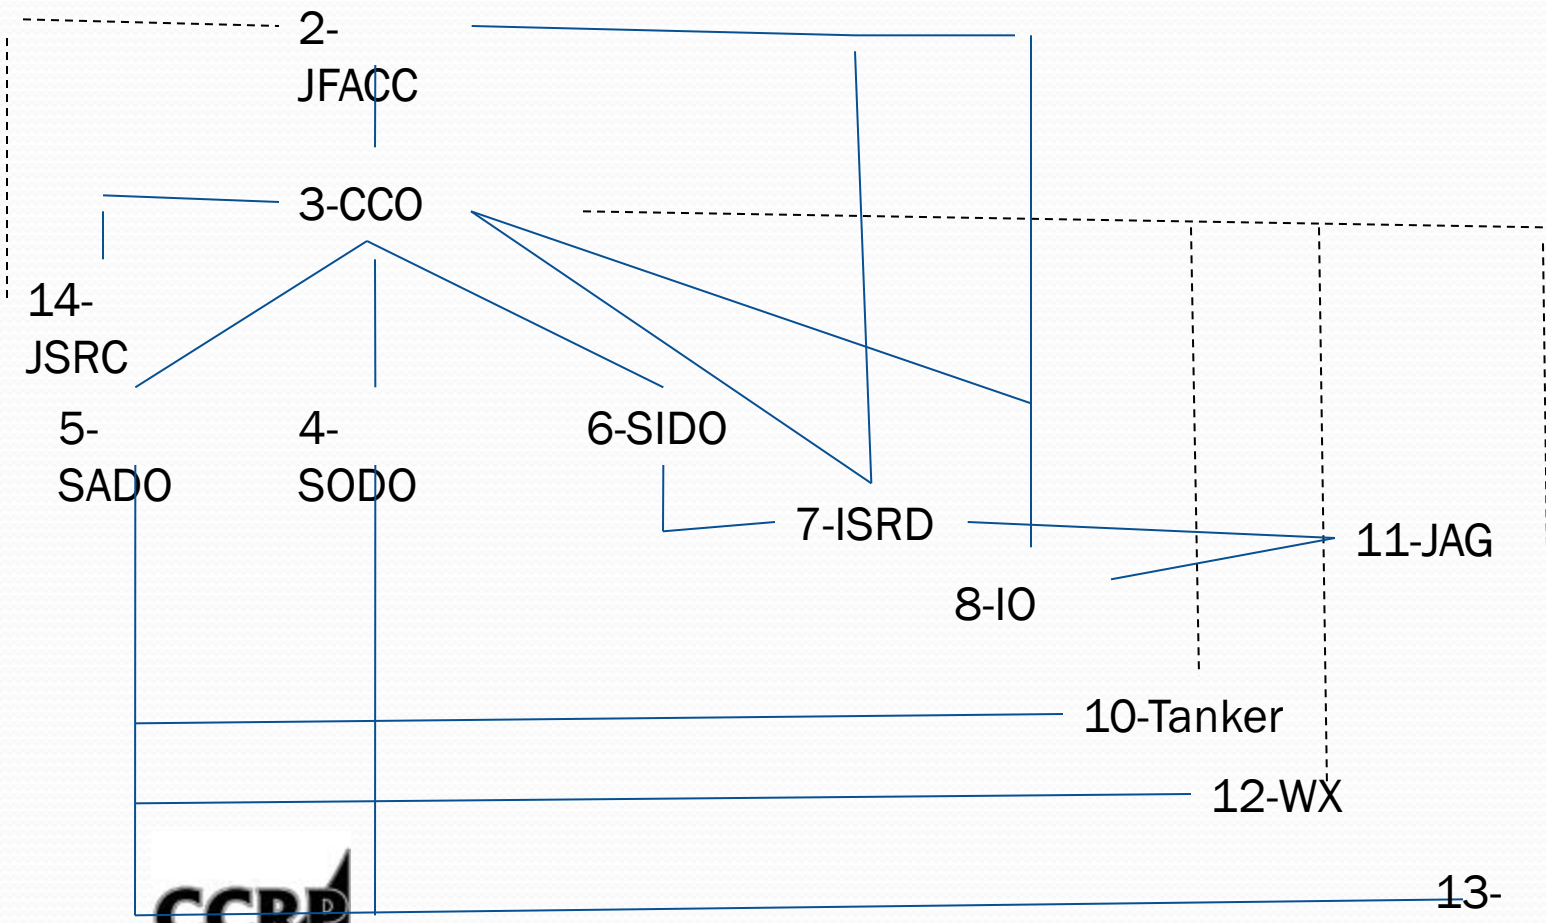 2-
JFACC
3-CCO
14-
JSRC
5-
SADO
4-
SODO
6-SIDO
7-ISRD
11-JAG
8-IO
10-Tanker
12-WX
13-
CCRP